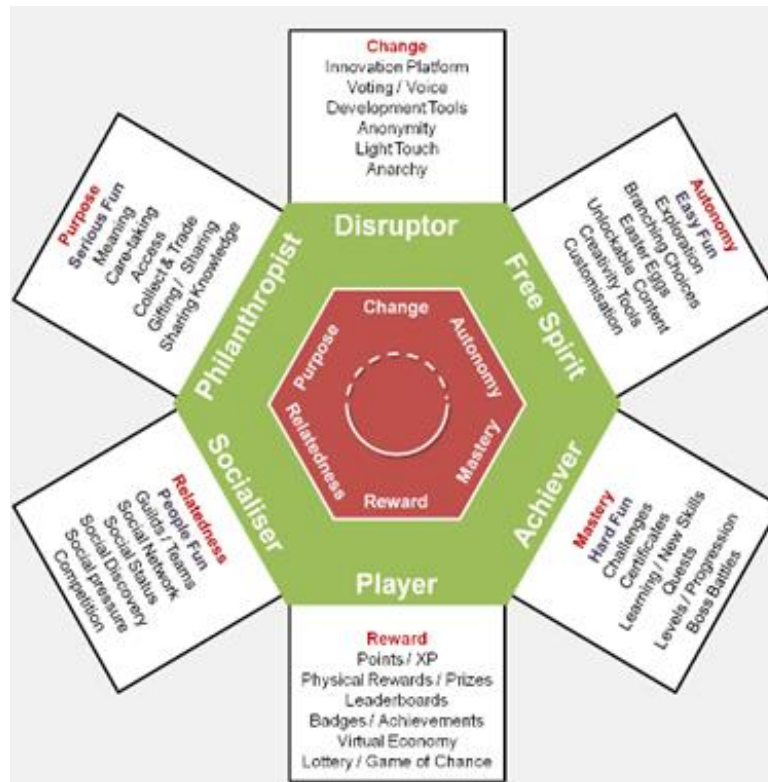 Change
Innovation Platform
Voting / Voice
Development Tools
Anonymity
Light Touch
Anarchy
Purpose
Serious Fun
Meaning
Care-taking
Access
Collect & Trade
Gifting / Sharing
Sharing Knowledge
Autonomy
Easy Fun
Exploration
Branching Choices
Easter Eggs
Unlockable Content
Creativity Tools
Customisation
Disruptor
Philanthropist
Free Spirit
Change
Purpose
Autonomy
Relatedness
Mastery
Reward
Socialiser
Achiever
Player
Relatedness
People Fun
Guilds / Teams
Social Network
Social Status
Social Discovery
Social pressure
Competition
Mastery
Hard Fun
Challenges
Certificates
Learning / New Skills
Quests
Levels / Progression
Boss Battles
Reward
Points / XP
Physical Rewards / Prizes
Leaderboards
Badges / Achievements
Virtual Economy
Lottery / Game of Chance